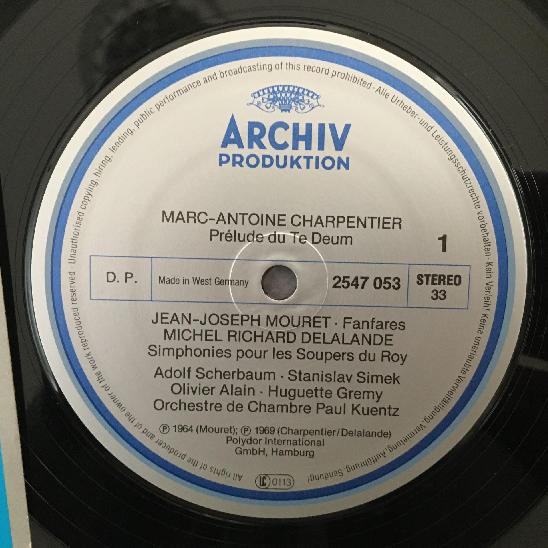 Unauthorised copying, hiring, lending, public performance and broadcasting of this record prohibited · Alle Urheber- und Leistungsschutzrechte vorbehalten · Kein Verleih! Keine unerlaubte Vervielfältigung, Vermietung, Aufführung, Sendung!
All rights of the producer and of the owner of the work reproduced reserved ·
ARCHIV
PRODUKTION
MARC-ANTOINE CHARPENTIER
Prélude du Te Deum
1
D. P.
Made in West Germany
2547 053
STEREO
33
JEAN-JOSEPH MOURET · Fanfares
MICHEL RICHARD DELALANDE
Simphonies pour les Soupers du Roy
Adolf Scherbaum · Stanislav Simek
Olivier Alain · Huguette Gremy
Orchestre de Chambre Paul Kuentz
Ⓟ 1964 (Mouret); Ⓟ 1969 (Charpentier/Delalande)
Polydor International
GmbH, Hamburg
LC 0113